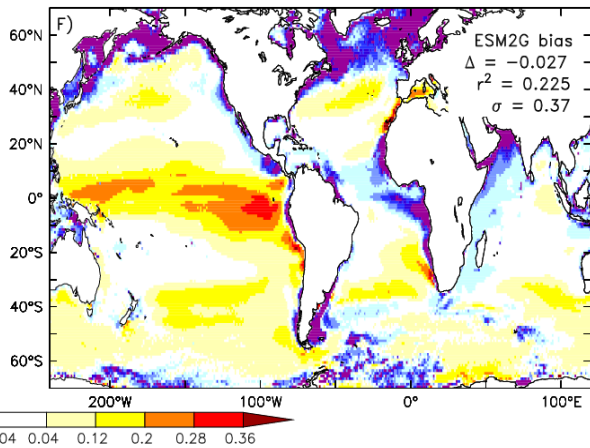 F)
ESM2G bias
Δ = −0.027
r² = 0.225
σ = 0.37
60°N
40°N
20°N
0°
20°S
40°S
60°S
200°W 100°W 0° 100°E
04 0.04 0.12 0.2 0.28 0.36